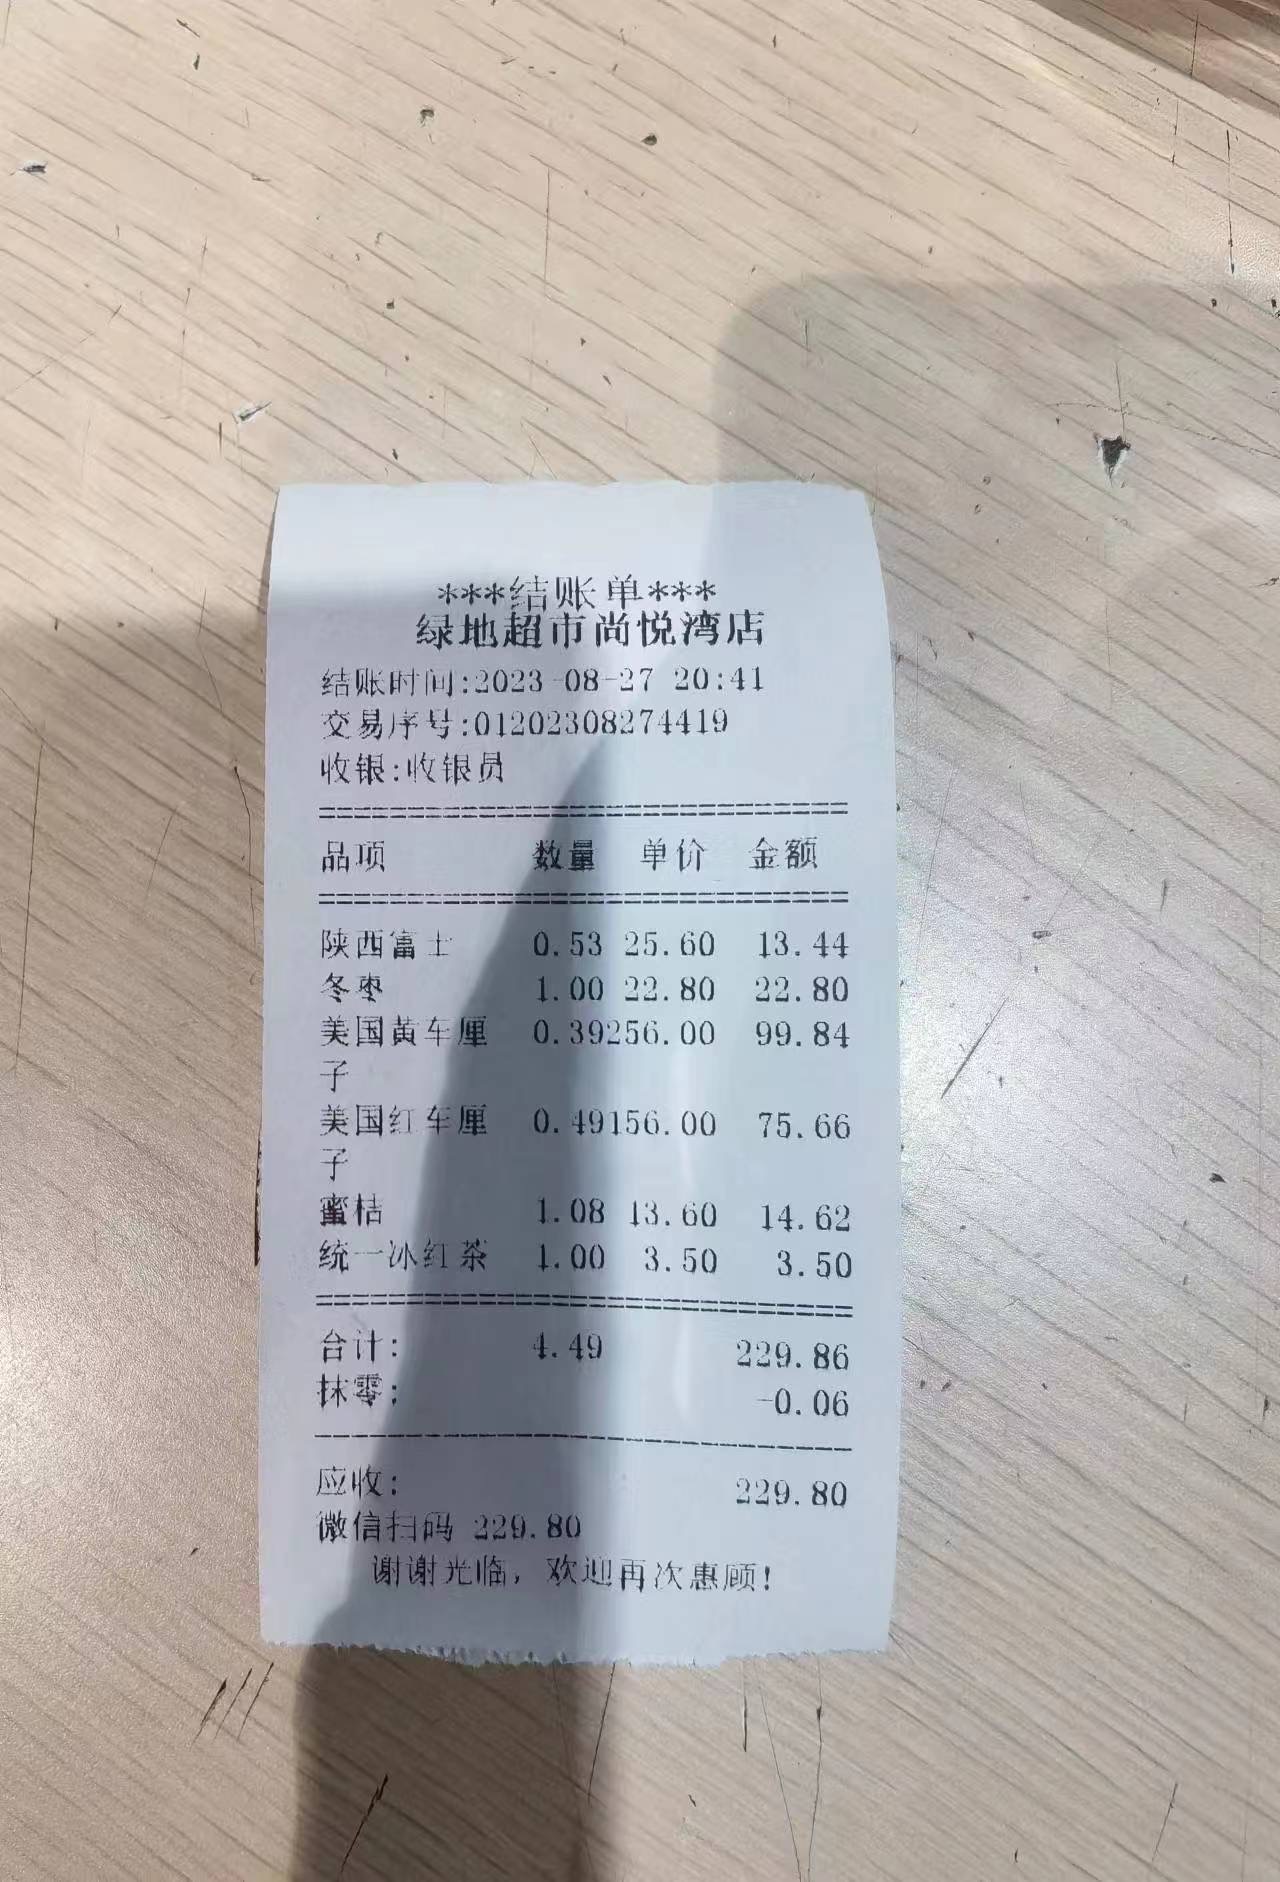 ***结账单***
绿地超市尚悦湾店
结账时间:2023-08-27 20:41
交易序号:01202308274419
收银:收银员
====================================
品项 数量 单价 金额
====================================
陕西富士 0.53 25.60 13.44
冬枣 1.00 22.80 22.80
美国黄车厘 0.39256.00 99.84
子
美国红车厘 0.49156.00 75.66
子
蜜桔 1.08 13.60 14.62
统一冰红茶 1.00 3.50 3.50
====================================
合计: 4.49 229.86
抹零: -0.06
------------------------------------
应收: 229.80
微信扫码 229.80
谢谢光临, 欢迎再次惠顾!